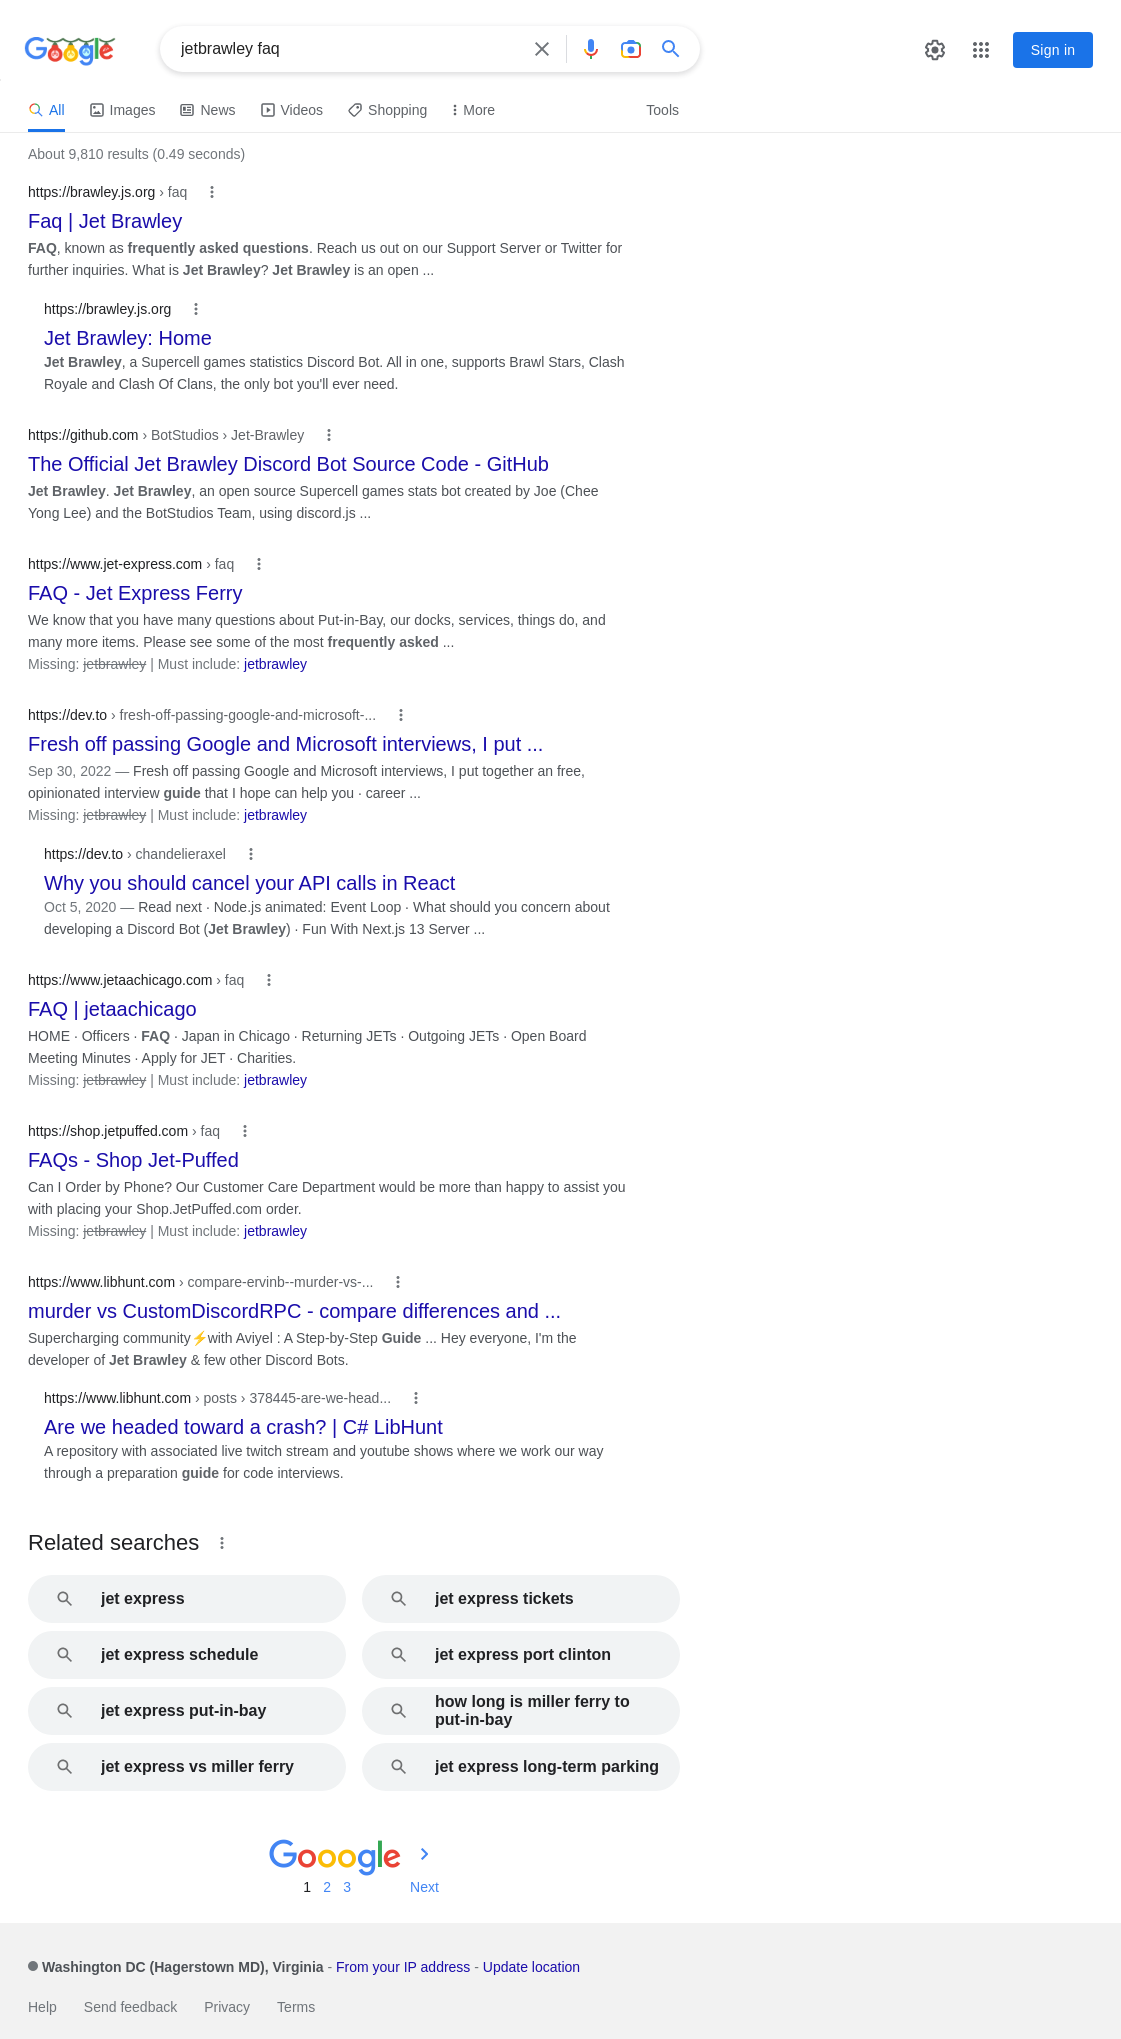 Google
jetbrawley faq
Sign in
All Images News Videos Shopping More Tools
About 9,810 results (0.49 seconds)
https://brawley.js.org › faq
Faq | Jet Brawley
FAQ, known as frequently asked questions. Reach us out on our Support Server or Twitter for
further inquiries. What is Jet Brawley? Jet Brawley is an open ...
https://brawley.js.org
Jet Brawley: Home
Jet Brawley, a Supercell games statistics Discord Bot. All in one, supports Brawl Stars, Clash
Royale and Clash Of Clans, the only bot you'll ever need.
https://github.com › BotStudios › Jet-Brawley
The Official Jet Brawley Discord Bot Source Code - GitHub
Jet Brawley. Jet Brawley, an open source Supercell games stats bot created by Joe (Chee
Yong Lee) and the BotStudios Team, using discord.js ...
https://www.jet-express.com › faq
FAQ - Jet Express Ferry
We know that you have many questions about Put-in-Bay, our docks, services, things do, and
many more items. Please see some of the most frequently asked ...
Missing: jetbrawley | Must include: jetbrawley
https://dev.to › fresh-off-passing-google-and-microsoft-...
Fresh off passing Google and Microsoft interviews, I put ...
Sep 30, 2022 — Fresh off passing Google and Microsoft interviews, I put together an free,
opinionated interview guide that I hope can help you · career ...
Missing: jetbrawley | Must include: jetbrawley
https://dev.to › chandelieraxel
Why you should cancel your API calls in React
Oct 5, 2020 — Read next · Node.js animated: Event Loop · What should you concern about
developing a Discord Bot (Jet Brawley) · Fun With Next.js 13 Server ...
https://www.jetaachicago.com › faq
FAQ | jetaachicago
HOME · Officers · FAQ · Japan in Chicago · Returning JETs · Outgoing JETs · Open Board
Meeting Minutes · Apply for JET · Charities.
Missing: jetbrawley | Must include: jetbrawley
https://shop.jetpuffed.com › faq
FAQs - Shop Jet-Puffed
Can I Order by Phone? Our Customer Care Department would be more than happy to assist you
with placing your Shop.JetPuffed.com order.
Missing: jetbrawley | Must include: jetbrawley
https://www.libhunt.com › compare-ervinb--murder-vs-...
murder vs CustomDiscordRPC - compare differences and ...
Supercharging community⚡with Aviyel : A Step-by-Step Guide ... Hey everyone, I'm the
developer of Jet Brawley & few other Discord Bots.
https://www.libhunt.com › posts › 378445-are-we-head...
Are we headed toward a crash? | C# LibHunt
A repository with associated live twitch stream and youtube shows where we work our way
through a preparation guide for code interviews.
Related searches
jet express
jet express tickets
jet express schedule
jet express port clinton
jet express put-in-bay
how long is miller ferry to
put-in-bay
jet express vs miller ferry
jet express long-term parking
Gooogle
1 2 3 Next
Washington DC (Hagerstown MD), Virginia - From your IP address - Update location
Help Send feedback Privacy Terms